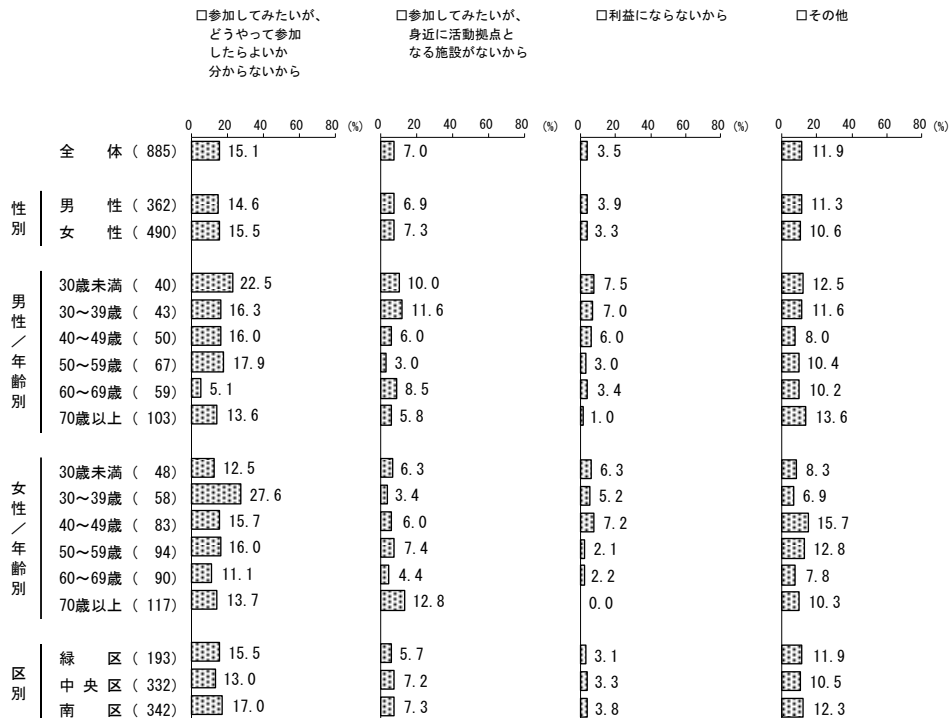 □参加してみたいが、
どうやって参加
したらよいか
分からないから
□参加してみたいが、
身近に活動拠点と
なる施設がないから
□利益にならないから
□その他
0 20 40 60 80 (%) 0 20 40 60 80 (%) 0 20 40 60 80 (%) 0 20 40 60 80 (%)
全 体 ( 885) 15.1 7.0 3.5 11.9
性別
男 性 ( 362) 14.6 6.9 3.9 11.3
女 性 ( 490) 15.5 7.3 3.3 10.6
男性/年齢別
30歳未満 ( 40) 22.5 10.0 7.5 12.5
30~39歳 ( 43) 16.3 11.6 7.0 11.6
40~49歳 ( 50) 16.0 6.0 6.0 8.0
50~59歳 ( 67) 17.9 3.0 3.0 10.4
60~69歳 ( 59) 5.1 8.5 3.4 10.2
70歳以上 ( 103) 13.6 5.8 1.0 13.6
女性/年齢別
30歳未満 ( 48) 12.5 6.3 6.3 8.3
30~39歳 ( 58) 27.6 3.4 5.2 6.9
40~49歳 ( 83) 15.7 6.0 7.2 15.7
50~59歳 ( 94) 16.0 7.4 2.1 12.8
60~69歳 ( 90) 11.1 4.4 2.2 7.8
70歳以上 ( 117) 13.7 12.8 0.0 10.3
区別
緑 区 ( 193) 15.5 5.7 3.1 11.9
中 央 区 ( 332) 13.0 7.2 3.3 10.5
南 区 ( 342) 17.0 7.3 3.8 12.3